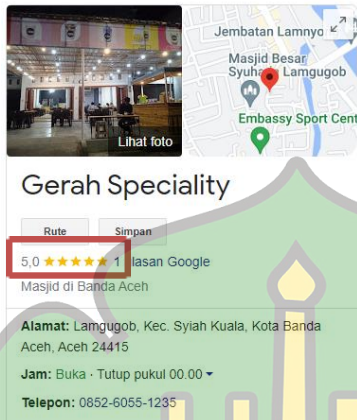 Jembatan Lamnyo
Masjid Besar
Syuhada Lamgugob
Embassy Sport Cent
Lihat foto
Gerah Speciality
Rute
Simpan
5,0 1 lasan Google
Masjid di Banda Aceh
Alamat: Lamgugob, Kec. Syiah Kuala, Kota Banda
Aceh, Aceh 24415
Jam: Buka · Tutup pukul 00.00
Telepon: 0852-6055-1235